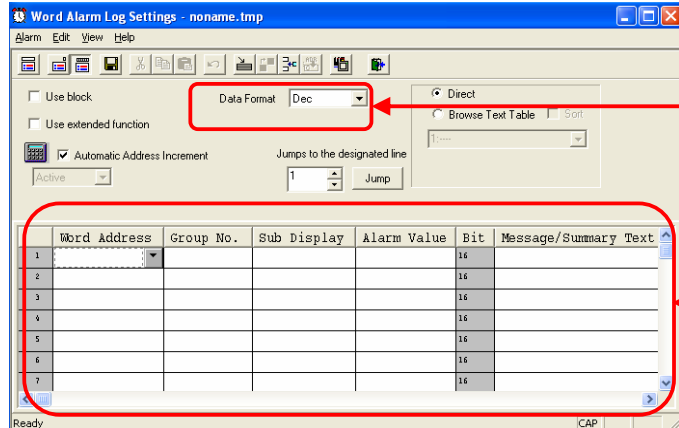 Word Alarm Log Settings - noname.tmp
Alarm Edit View Help
Use block
Data Format Dec
Direct
Use extended function
Browse Text Table Sort
1:----
Automatic Address Increment
Jumps to the designated line
Active
1 Jump
Word Address Group No. Sub Display Alarm Value Bit Message/Summary Text
1 16
2 16
3 16
4 16
5 16
6 16
7 16
Ready CAP